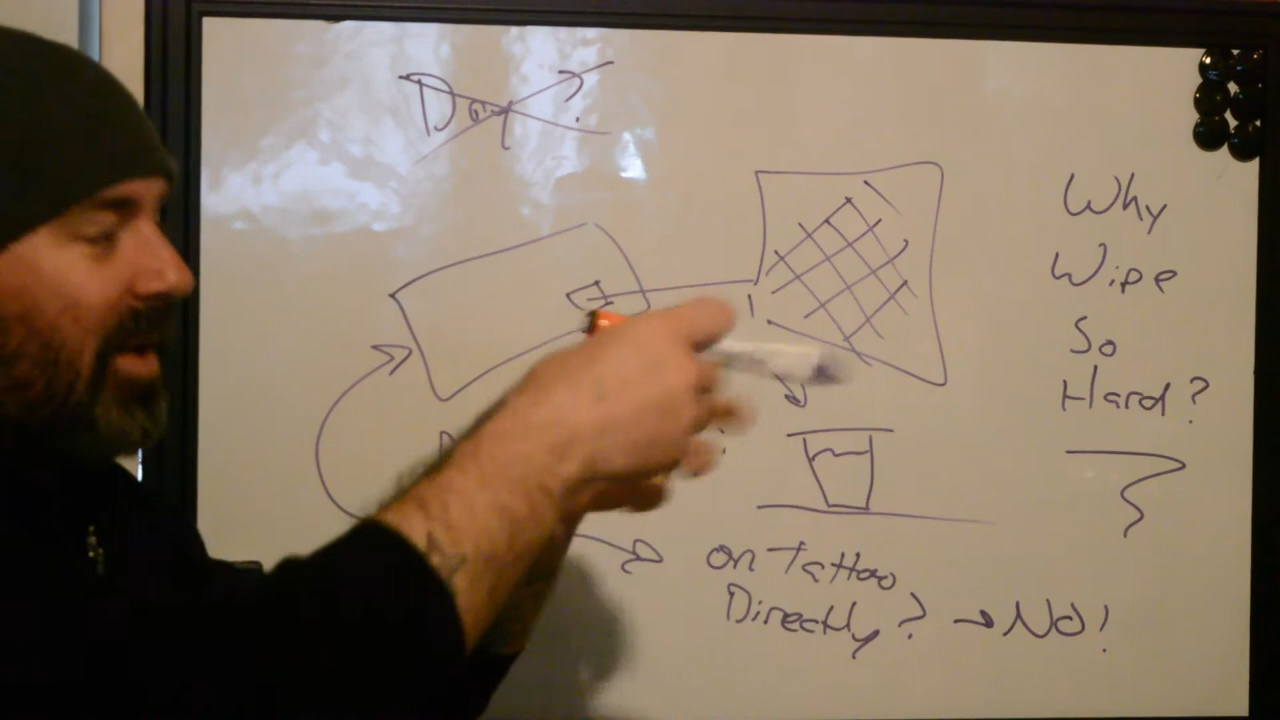 Why
Wipe
So
Hard?
on Tattoo
Directly? → No!